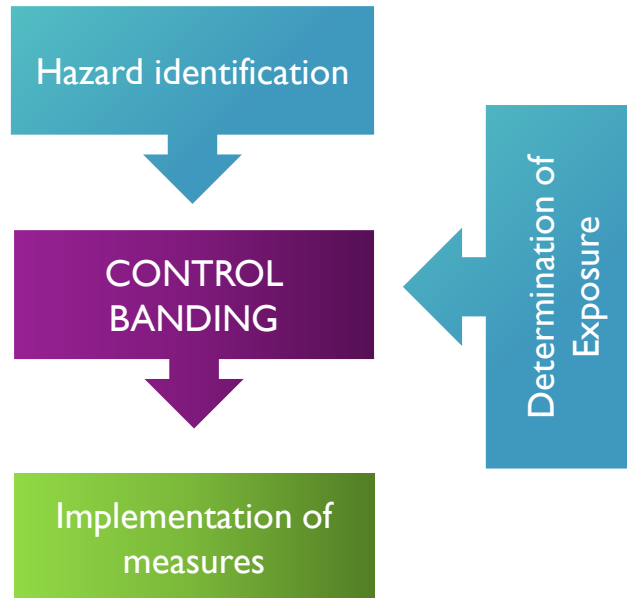 Hazard identification
CONTROL
BANDING
Determination of
Exposure
Implementation of
measures